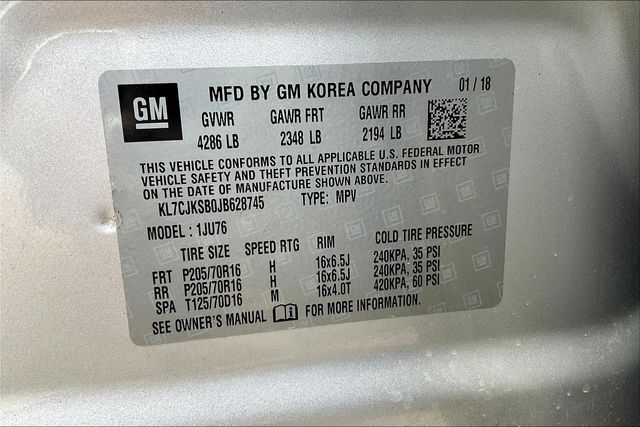 GM
MFD BY GM KOREA COMPANY 01 / 18
GVWR GAWR FRT GAWR RR
4286 LB 2348 LB 2194 LB
THIS VEHICLE CONFORMS TO ALL APPLICABLE U.S. FEDERAL MOTOR
VEHICLE SAFETY AND THEFT PREVENTION STANDARDS IN EFFECT
ON THE DATE OF MANUFACTURE SHOWN ABOVE.
KL7CJKSB0JB628745 TYPE: MPV
MODEL : 1JU76
TIRE SIZE SPEED RTG RIM COLD TIRE PRESSURE
FRT P205/70R16 H 16x6.5J 240KPA, 35 PSI
RR P205/70R16 H 16x6.5J 240KPA, 35 PSI
SPA T125/70D16 M 16x4.0T 420KPA, 60 PSI
SEE OWNER'S MANUAL FOR MORE INFORMATION.